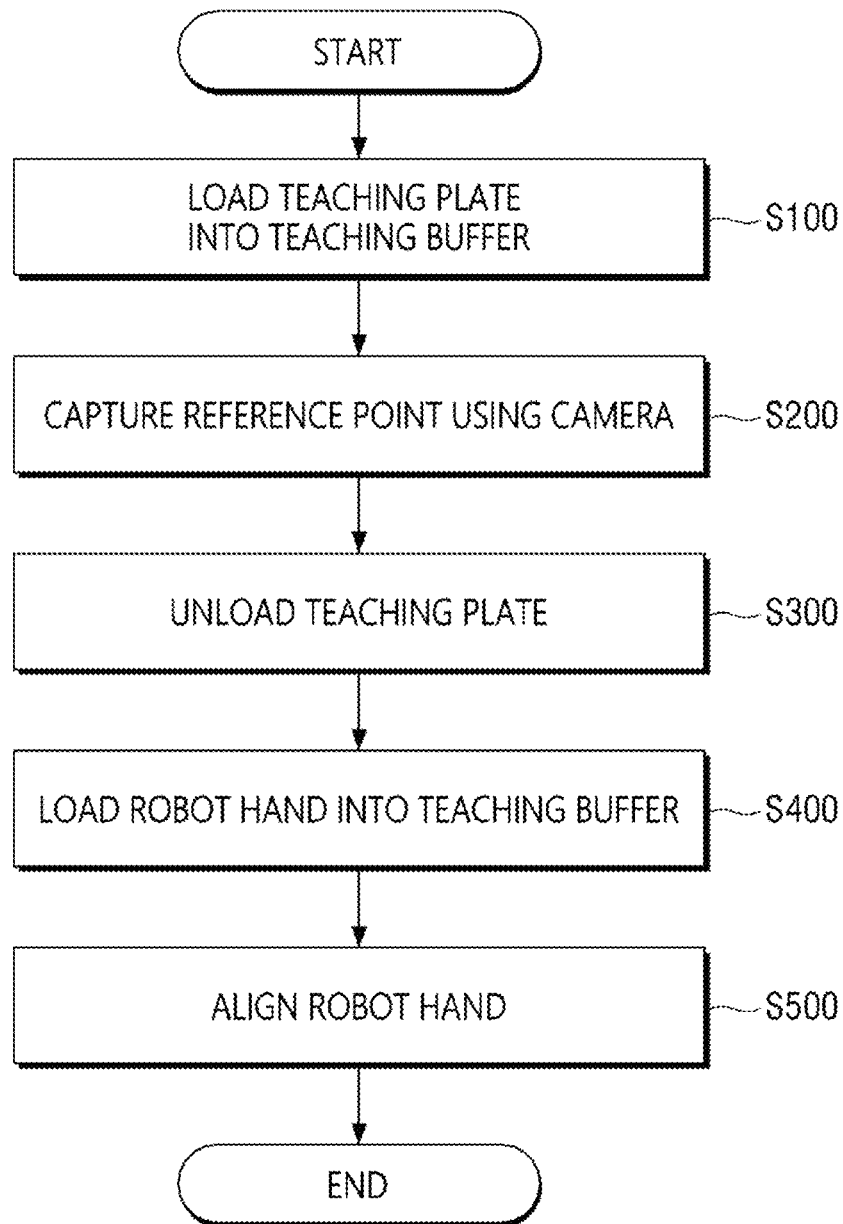 START
LOAD TEACHING PLATE
INTO TEACHING BUFFER
S100
CAPTURE REFERENCE POINT USING CAMERA
S200
UNLOAD TEACHING PLATE
S300
LOAD ROBOT HAND INTO TEACHING BUFFER
S400
ALIGN ROBOT HAND
S500
END